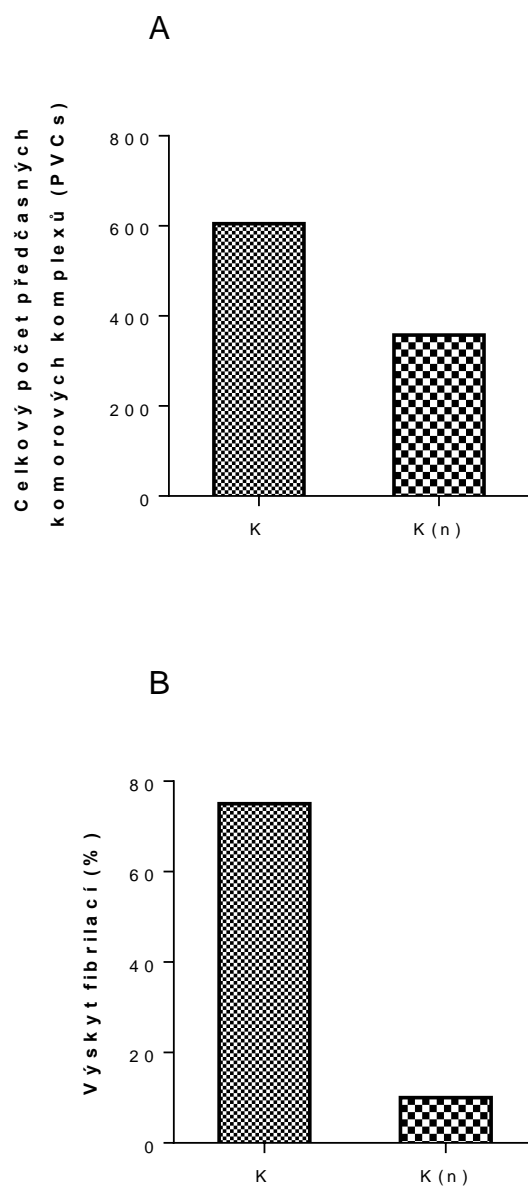 A
Celkový počet předčasných
komorových komplexů (PVCs)
800
600
400
200
0
K
K (n)
B
Výskyt fibrilací (%)
80
60
40
20
0
K
K (n)